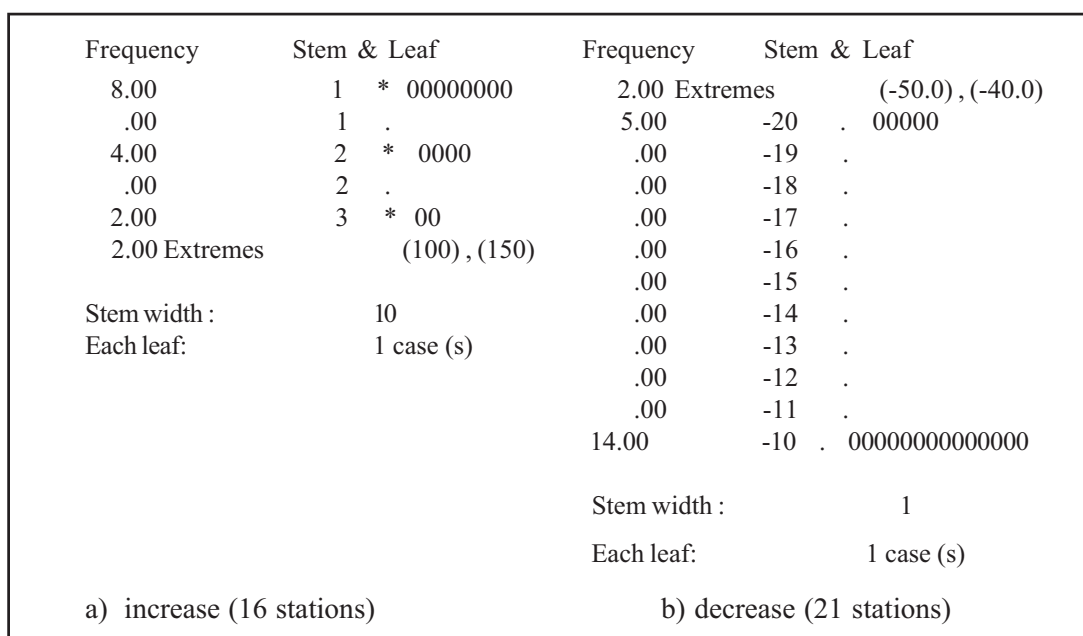 Frequency Stem & Leaf
8.00 1 * 00000000
.00 1 .
4.00 2 * 0000
.00 2 .
2.00 3 * 00
2.00 Extremes (100) , (150)
Stem width : 10
Each leaf: 1 case (s)
a) increase (16 stations)
Frequency Stem & Leaf
2.00 Extremes (-50.0) , (-40.0)
5.00 -20 . 00000
.00 -19 .
.00 -18 .
.00 -17 .
.00 -16 .
.00 -15 .
.00 -14 .
.00 -13 .
.00 -12 .
.00 -11 .
14.00 -10 . 00000000000000
Stem width : 1
Each leaf: 1 case (s)
b) decrease (21 stations)